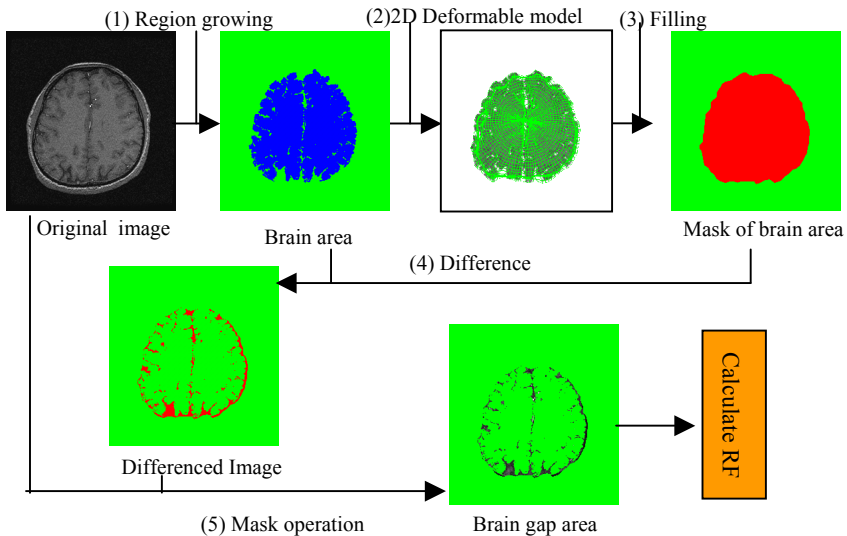 (1) Region growing
(2)2D Deformable model
(3) Filling
Original image
Brain area
Mask of brain area
(4) Difference
Differenced Image
Calculate RF
(5) Mask operation
Brain gap area